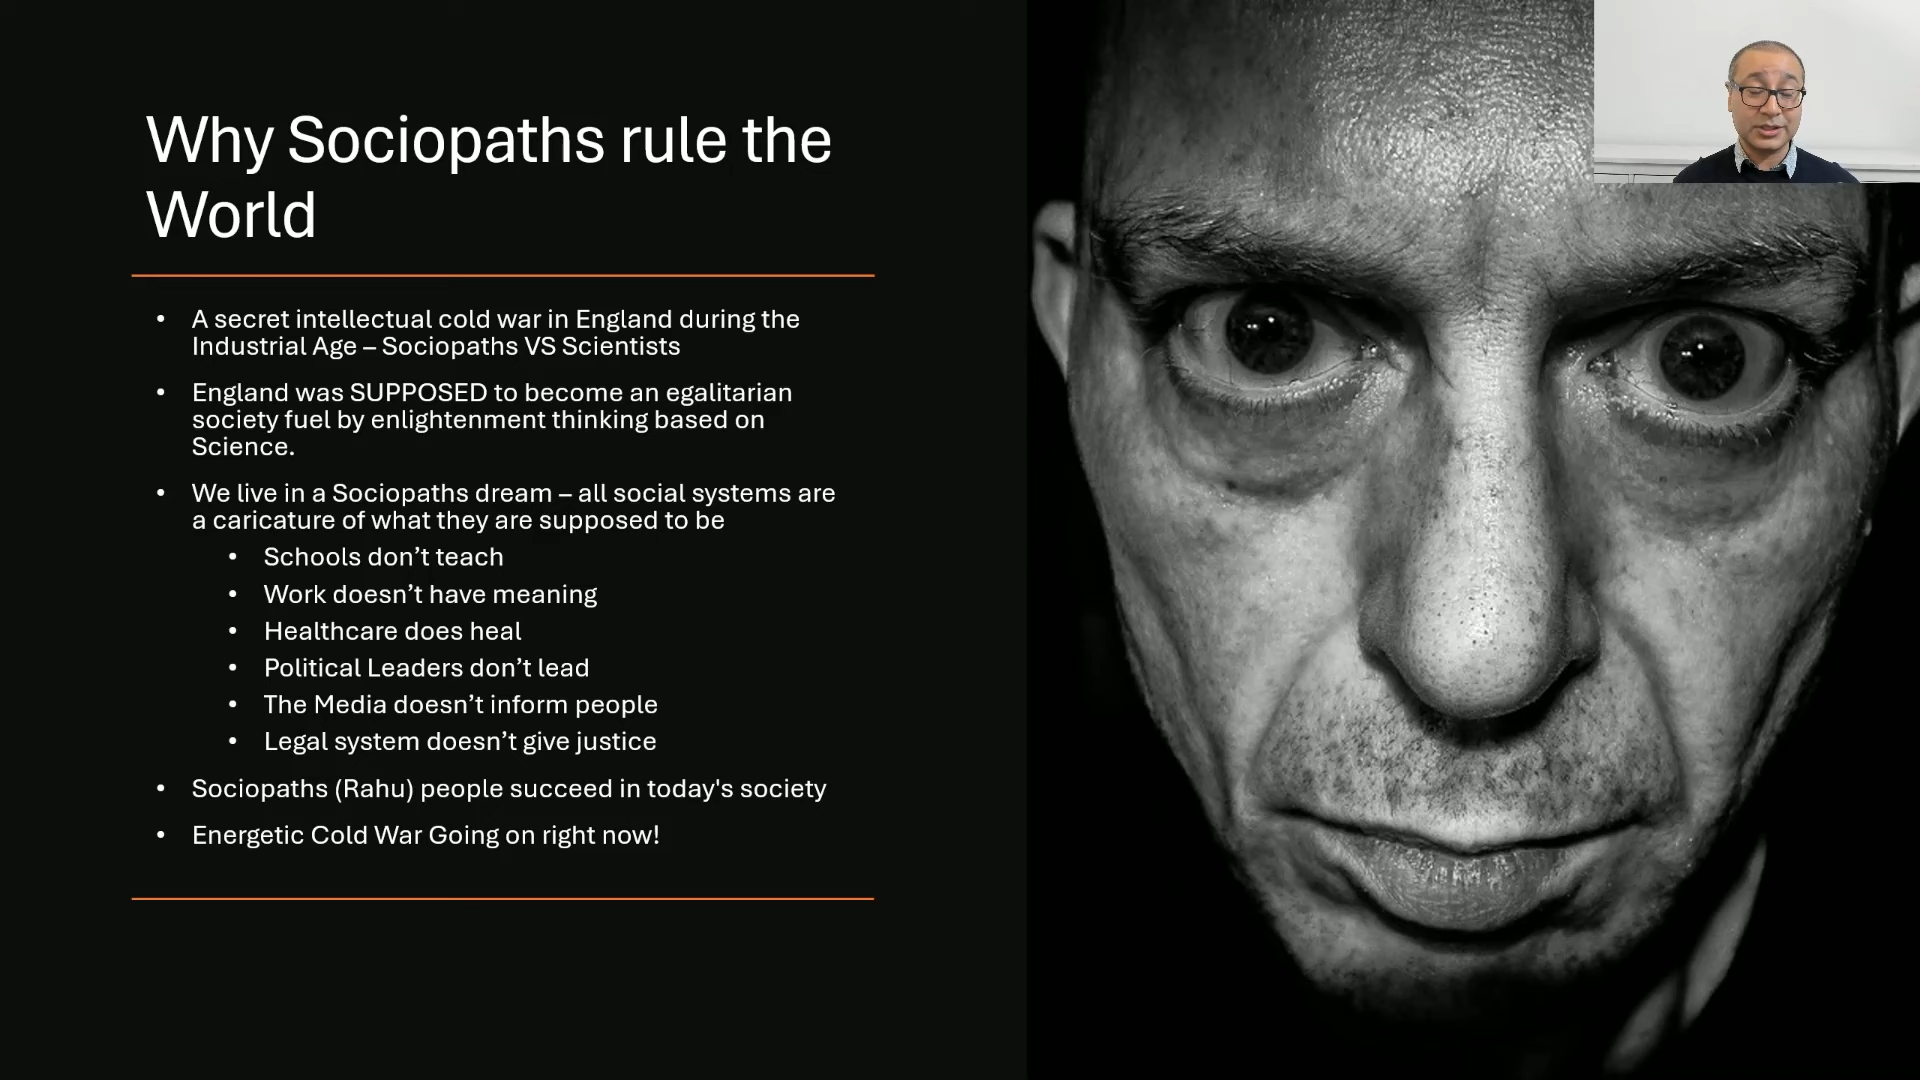 Why Sociopaths rule the
World
• A secret intellectual cold war in England during the
Industrial Age – Sociopaths VS Scientists
• England was SUPPOSED to become an egalitarian
society fuel by enlightenment thinking based on
Science.
• We live in a Sociopaths dream – all social systems are
a caricature of what they are supposed to be
• Schools don’t teach
• Work doesn’t have meaning
• Healthcare does heal
• Political Leaders don’t lead
• The Media doesn’t inform people
• Legal system doesn’t give justice
• Sociopaths (Rahu) people succeed in today's society
• Energetic Cold War Going on right now!